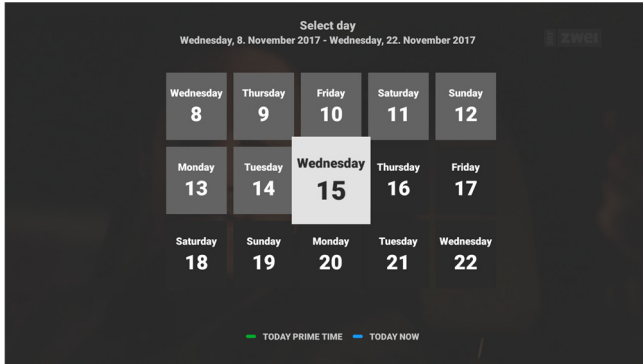 Select day
Wednesday, 8. November 2017 - Wednesday, 22. November 2017
zwei
Wednesday Thursday Friday Saturday Sunday
8 9 10 11 12
Monday Tuesday Wednesday Thursday Friday
13 14 15 16 17
Saturday Sunday Monday Tuesday Wednesday
18 19 20 21 22
TODAY PRIME TIME TODAY NOW